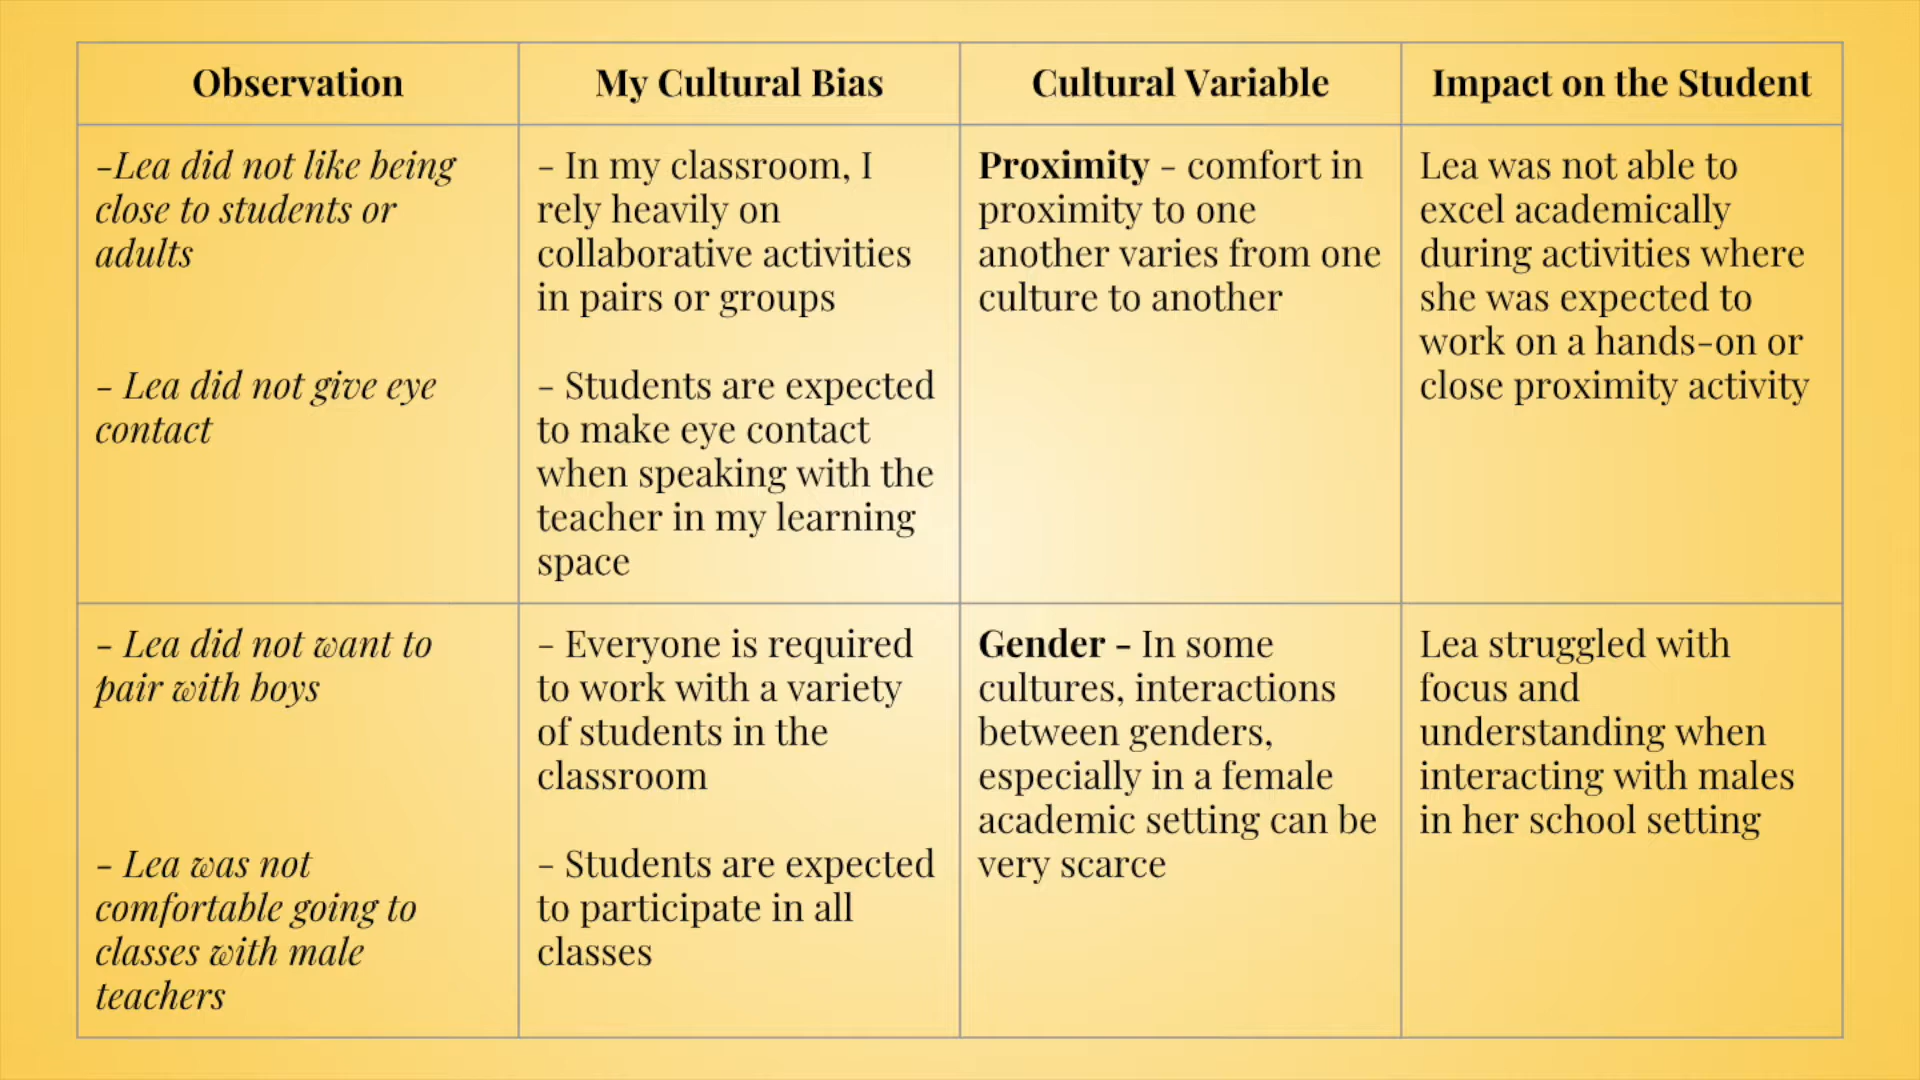 Observation
My Cultural Bias
Cultural Variable
Impact on the Student
-Lea did not like being
close to students or
adults
- Lea did not give eye
contact
- In my classroom, I
rely heavily on
collaborative activities
in pairs or groups
- Students are expected
to make eye contact
when speaking with the
teacher in my learning
space
Proximity - comfort in
proximity to one
another varies from one
culture to another
Lea was not able to
excel academically
during activities where
she was expected to
work on a hands-on or
close proximity activity
- Lea did not want to
pair with boys
- Lea was not
comfortable going to
classes with male
teachers
- Everyone is required
to work with a variety
of students in the
classroom
- Students are expected
to participate in all
classes
Gender - In some
cultures, interactions
between genders,
especially in a female
academic setting can be
very scarce
Lea struggled with
focus and
understanding when
interacting with males
in her school setting